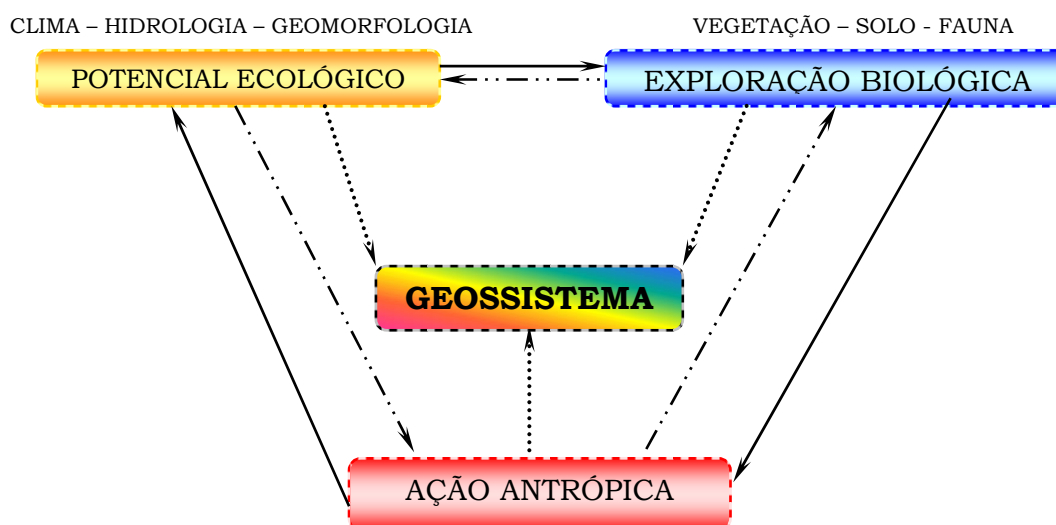 CLIMA – HIDROLOGIA – GEOMORFOLOGIA
VEGETAÇÃO – SOLO - FAUNA
POTENCIAL ECOLÓGICO
EXPLORAÇÃO BIOLÓGICA
GEOSSISTEMA
AÇÃO ANTRÓPICA